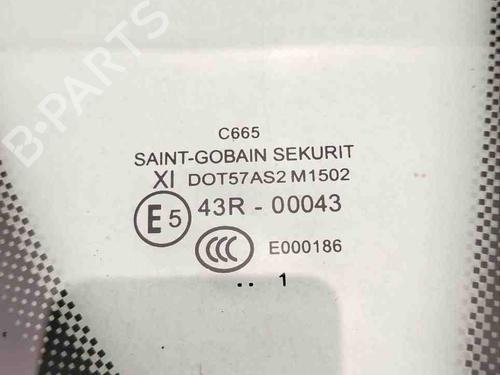 B-PARTS
C665
SAINT-GOBAIN SEKURIT
XI DOT57AS2 M1502
E5 43R - 00043
CCC E000186
.. 1